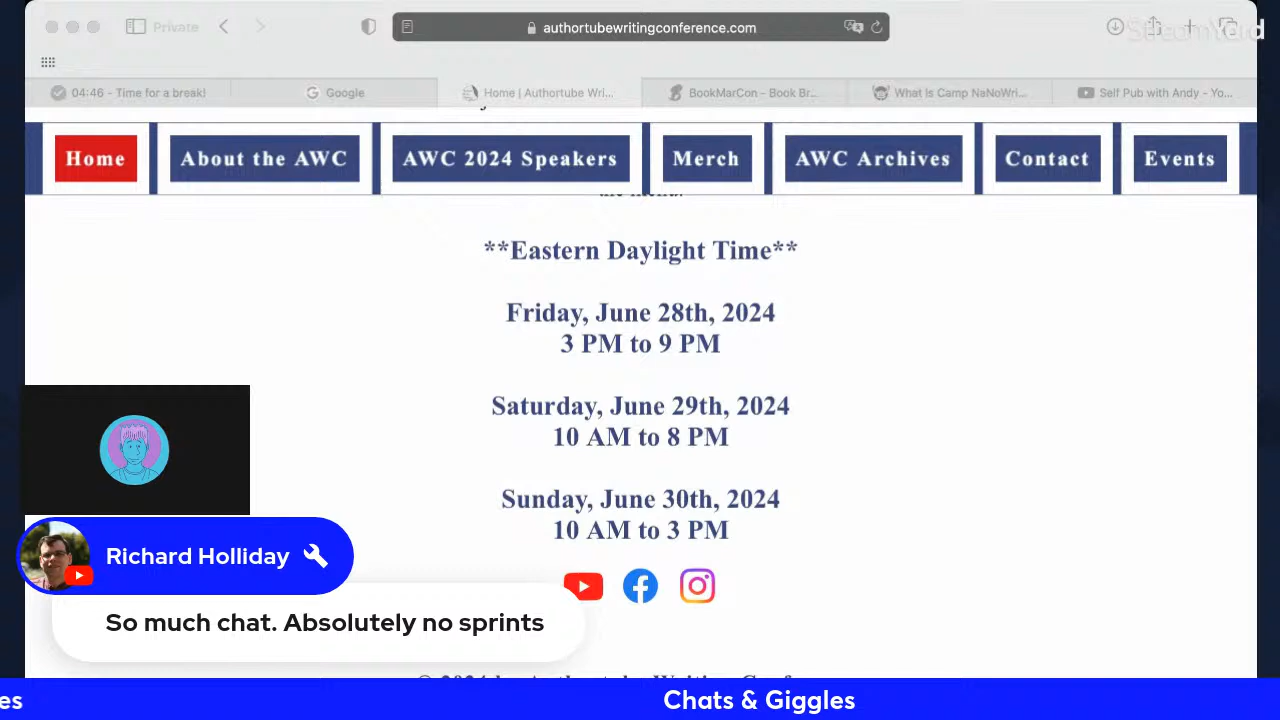 Private
authortubewritingconference.com
StreamYard
04:46 - Time for a break!
Google
Home | Authortube Wri...
BookMarCon – Book Br...
What Is Camp NaNoWri...
Self Pub with Andy - Yo...
Home
About the AWC
AWC 2024 Speakers
Merch
AWC Archives
Contact
Events
**Eastern Daylight Time**
Friday, June 28th, 2024
3 PM to 9 PM
Saturday, June 29th, 2024
10 AM to 8 PM
Sunday, June 30th, 2024
10 AM to 3 PM
Richard Holliday
So much chat. Absolutely no sprints
es
Chats & Giggles